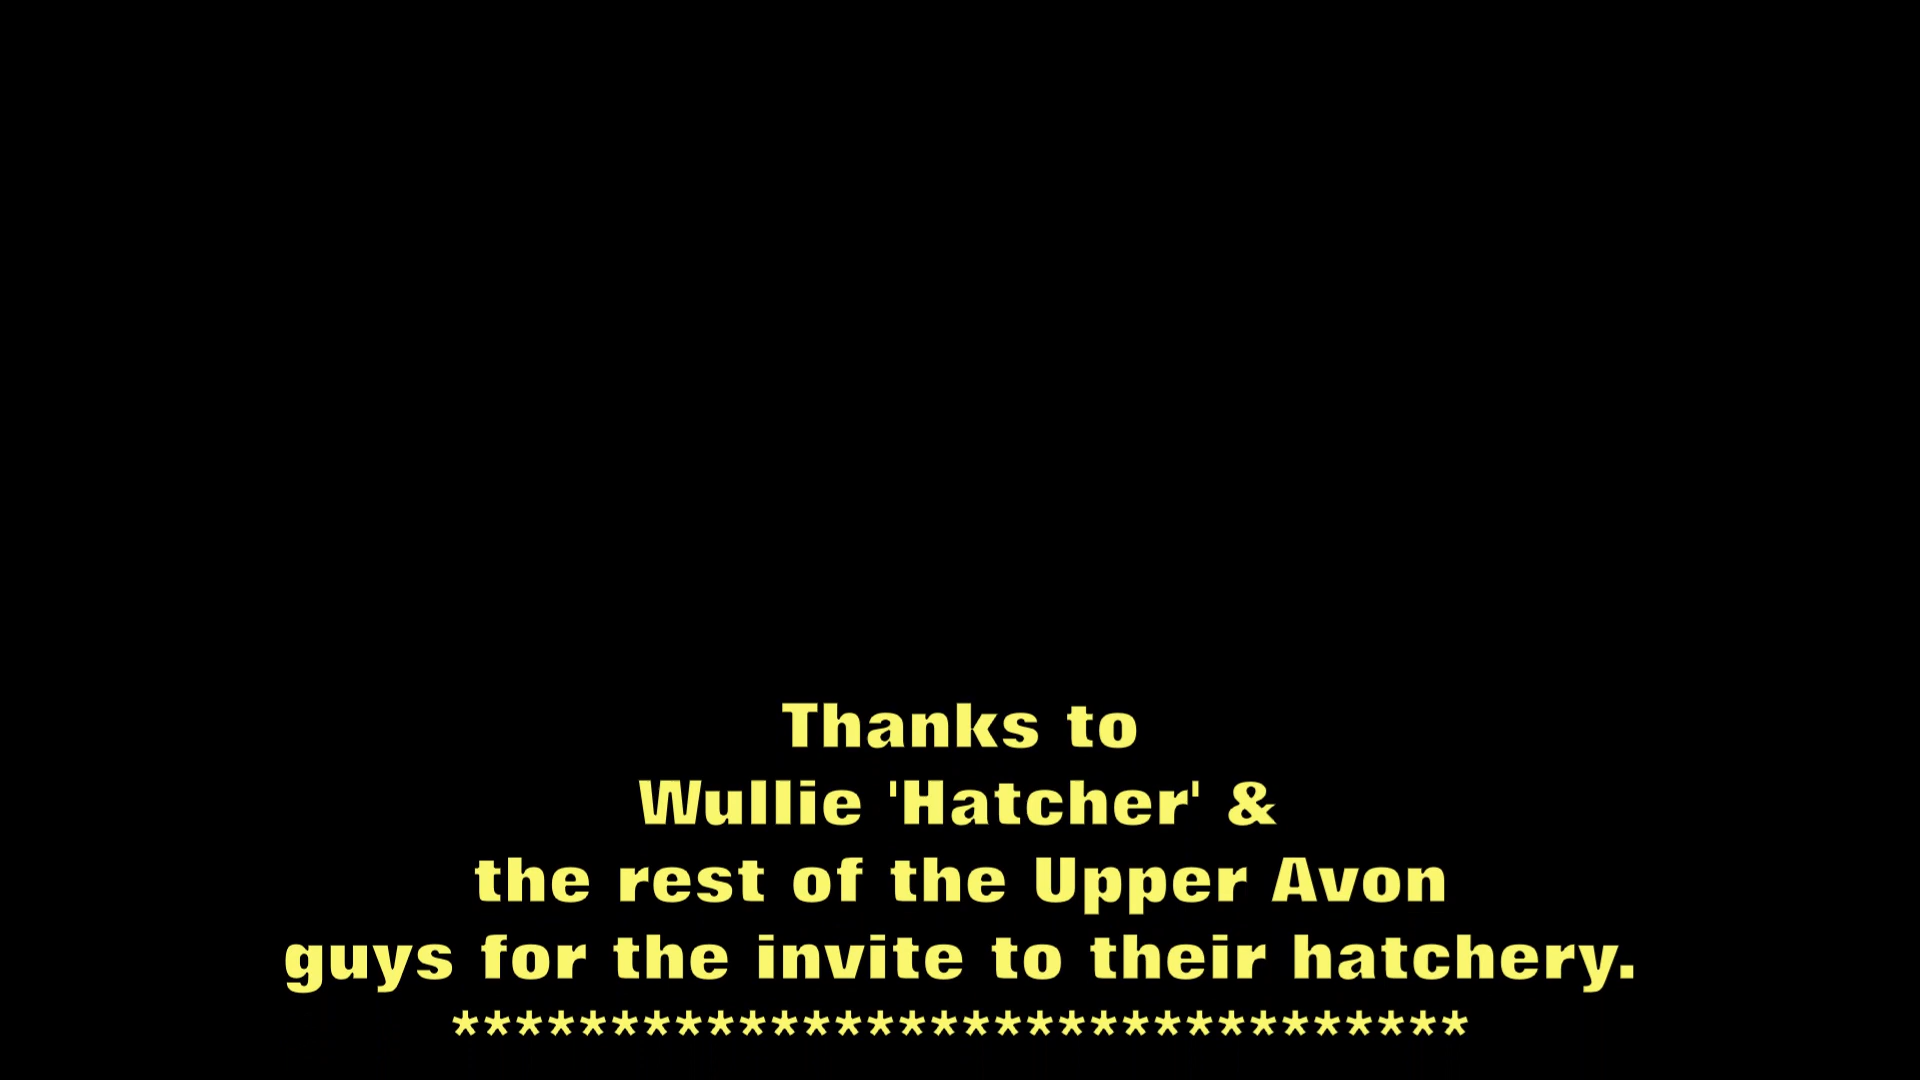 Thanks to
Wullie 'Hatcher' &
the rest of the Upper Avon
guys for the invite to their hatchery.
********************************